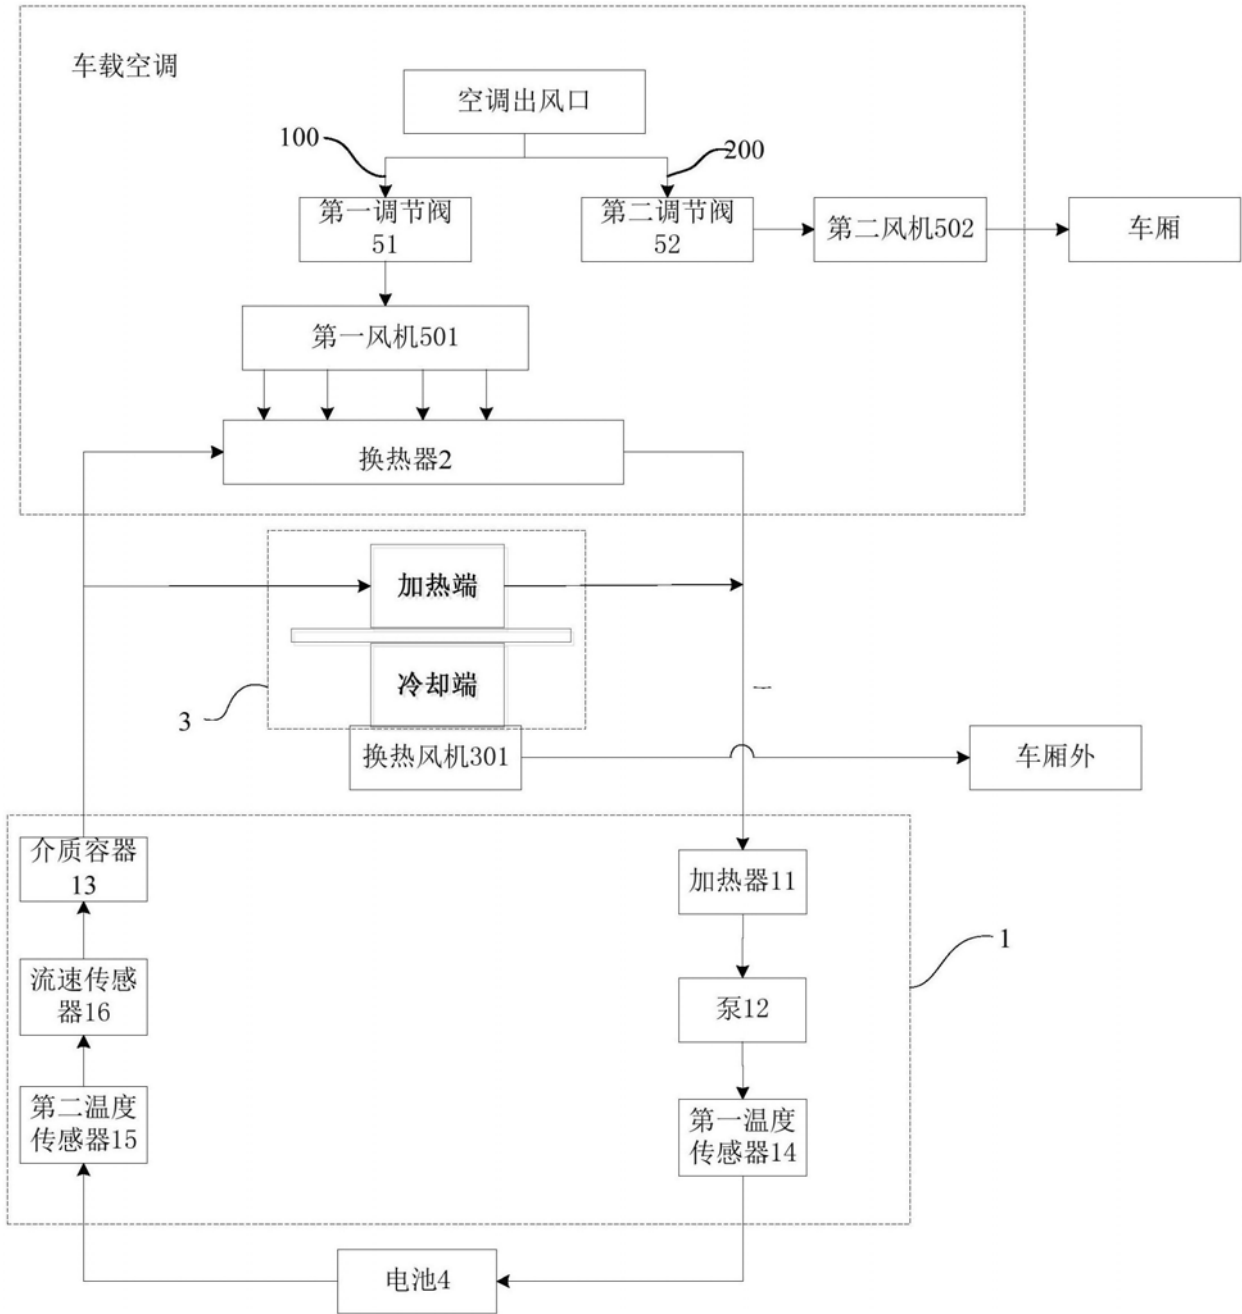 车载空调
空调出风口
100
200
第一调节阀
51
第二调节阀
52
第二风机502
车厢
第一风机501
换热器2
加热端
冷却端
3
换热风机301
车厢外
介质容器
13
加热器11
1
流速传感
器16
泵12
第二温度
传感器15
第一温度
传感器14
电池4